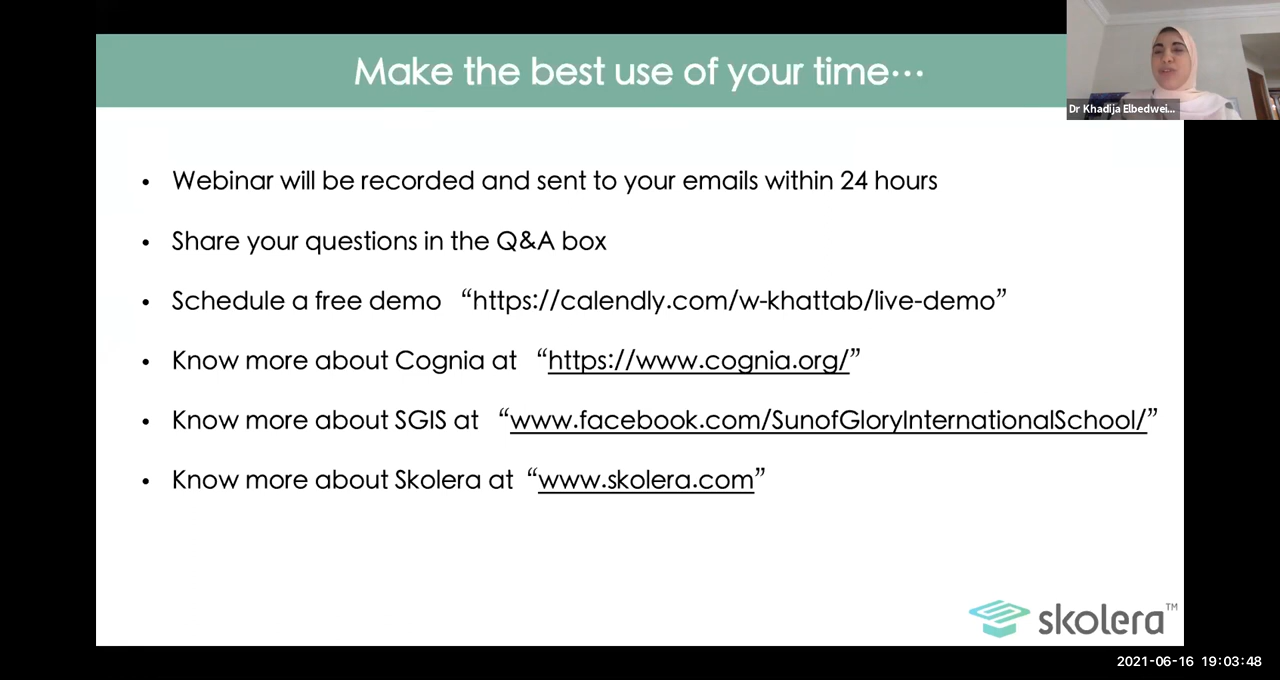 Make the best use of your time···
Dr Khadija Elbedwei...
• Webinar will be recorded and sent to your emails within 24 hours
• Share your questions in the Q&A box
• Schedule a free demo “https://calendly.com/w-khattab/live-demo”
• Know more about Cognia at “https://www.cognia.org/”
• Know more about SGIS at “www.facebook.com/SunofGloryInternationalSchool/”
• Know more about Skolera at “www.skolera.com”
skolera™
2021-06-16 19:03:48